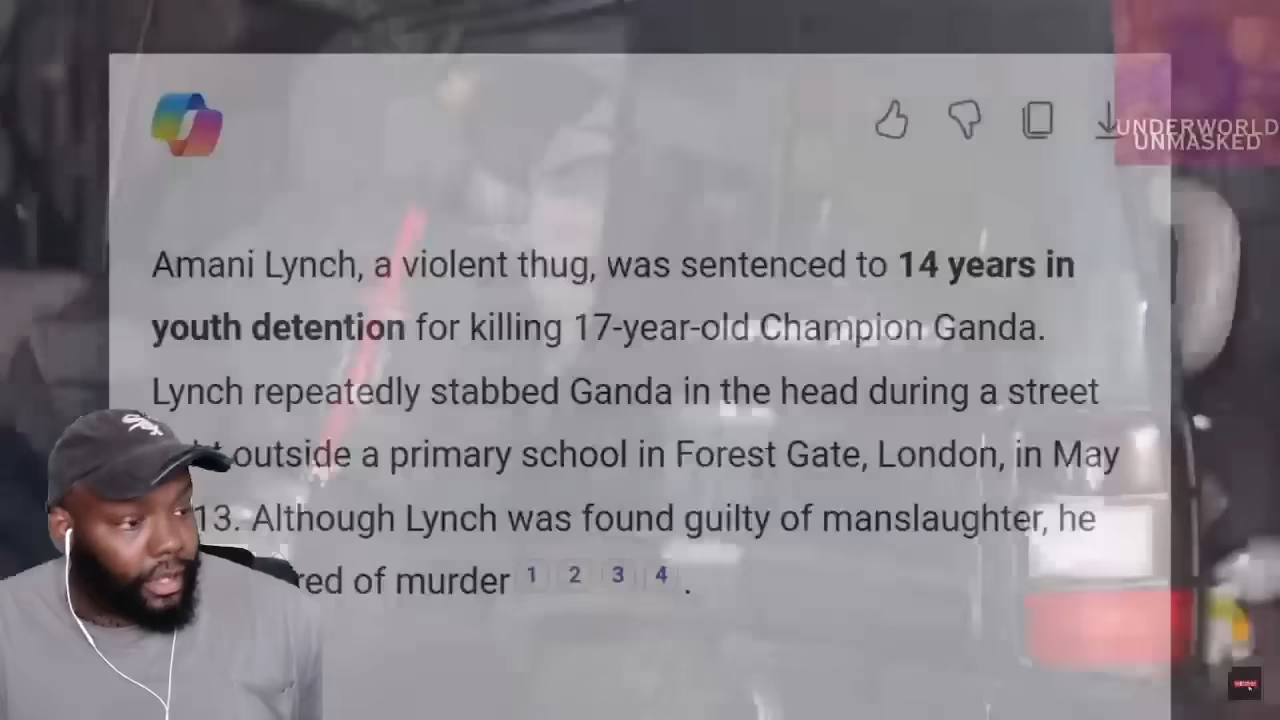 UNDERWORLD
UNMASKED
Amani Lynch, a violent thug, was sentenced to 14 years in
youth detention for killing 17-year-old Champion Ganda.
Lynch repeatedly stabbed Ganda in the head during a street
outside a primary school in Forest Gate, London, in May
13. Although Lynch was found guilty of manslaughter, he
red of murder 1 2 3 4 .